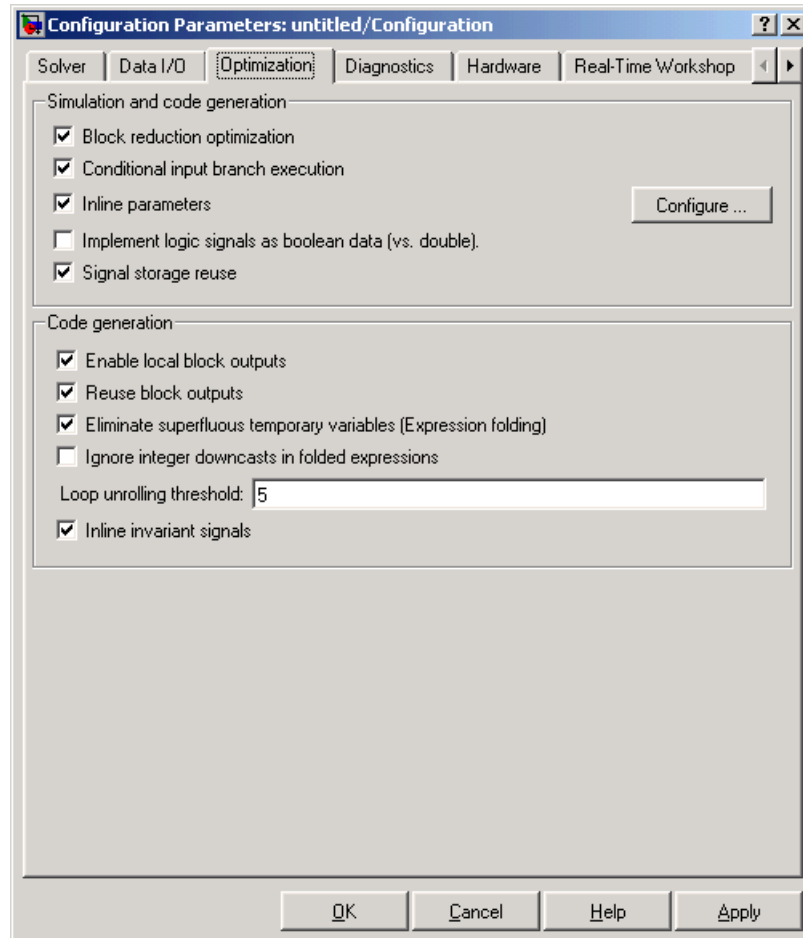 Configuration Parameters: untitled/Configuration
Solver Data I/O Optimization Diagnostics Hardware Real-Time Workshop
Simulation and code generation
Block reduction optimization
Conditional input branch execution
Inline parameters Configure ...
Implement logic signals as boolean data (vs. double).
Signal storage reuse
Code generation
Enable local block outputs
Reuse block outputs
Eliminate superfluous temporary variables (Expression folding)
Ignore integer downcasts in folded expressions
Loop unrolling threshold: 5
Inline invariant signals
OK Cancel Help Apply